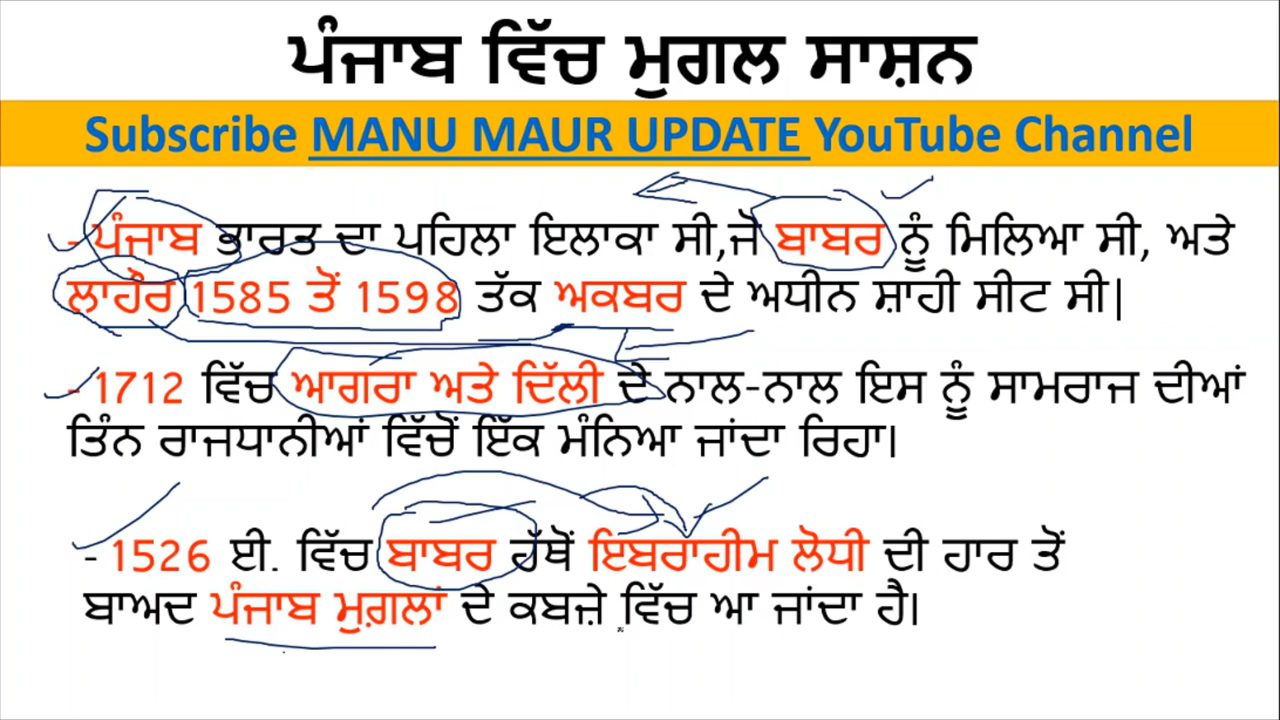 ਪੰਜਾਬ ਵਿੱਚ ਮੁਗਲ ਸਾਸ਼ਨ
Subscribe MANU MAUR UPDATE YouTube Channel
- ਪੰਜਾਬ ਭਾਰਤ ਦਾ ਪਹਿਲਾ ਇਲਾਕਾ ਸੀ,ਜੋ ਬਾਬਰ ਨੂੰ ਮਿਲਿਆ ਸੀ, ਅਤੇ
ਲਾਹੌਰ 1585 ਤੋਂ 1598 ਤੱਕ ਅਕਬਰ ਦੇ ਅਧੀਨ ਸ਼ਾਹੀ ਸੀਟ ਸੀ|
- 1712 ਵਿੱਚ ਆਗਰਾ ਅਤੇ ਦਿੱਲੀ ਦੇ ਨਾਲ-ਨਾਲ ਇਸ ਨੂੰ ਸਾਮਰਾਜ ਦੀਆਂ
ਤਿੰਨ ਰਾਜਧਾਨੀਆਂ ਵਿੱਚੋਂ ਇੱਕ ਮੰਨਿਆ ਜਾਂਦਾ ਰਿਹਾ।
- 1526 ਈ. ਵਿੱਚ ਬਾਬਰ ਹੱਥੋਂ ਇਬਰਾਹੀਮ ਲੋਧੀ ਦੀ ਹਾਰ ਤੋਂ
ਬਾਅਦ ਪੰਜਾਬ ਮੁਗ਼ਲਾਂ ਦੇ ਕਬਜ਼ੇ ਵਿੱਚ ਆ ਜਾਂਦਾ ਹੈ।